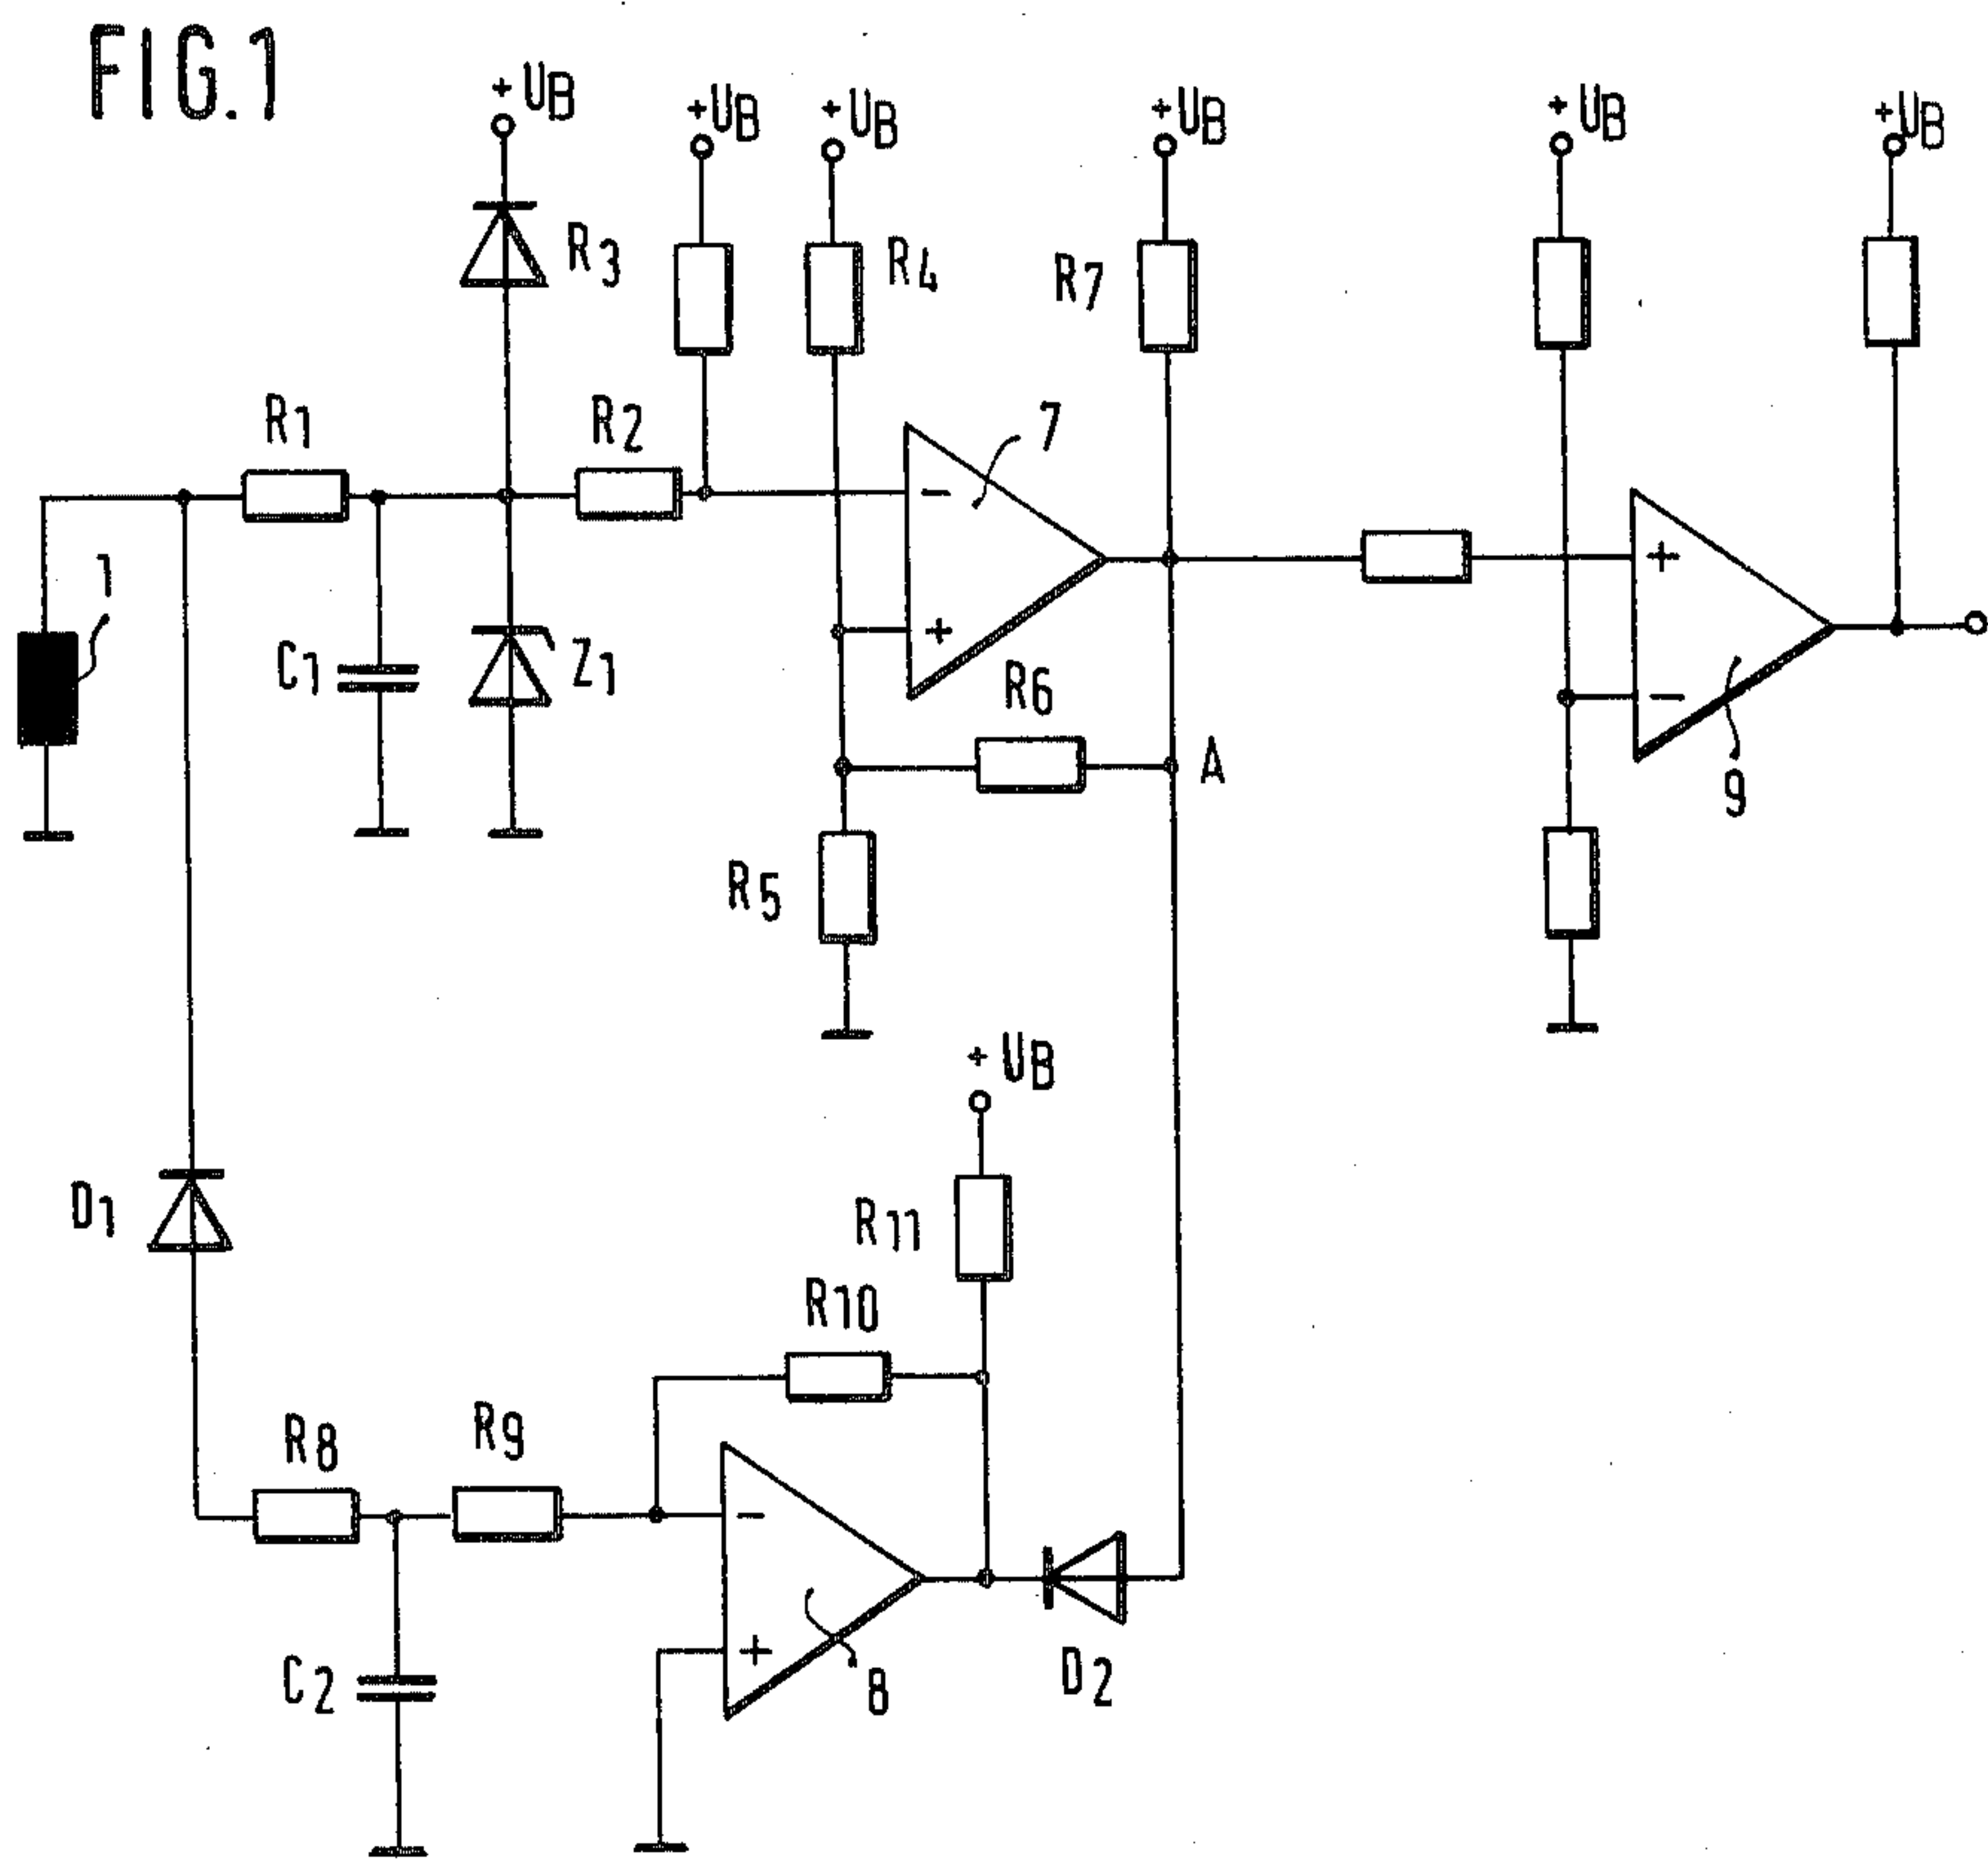 FIG.1
+UB
+UB
+UB
+UB
+UB
+UB
R3
R4
R7
R1
R2
7
-
+
1
C1
Z1
R6
A
+
-
9
R5
+UB
D1
R11
R10
R8
R9
-
+
8
D2
C2